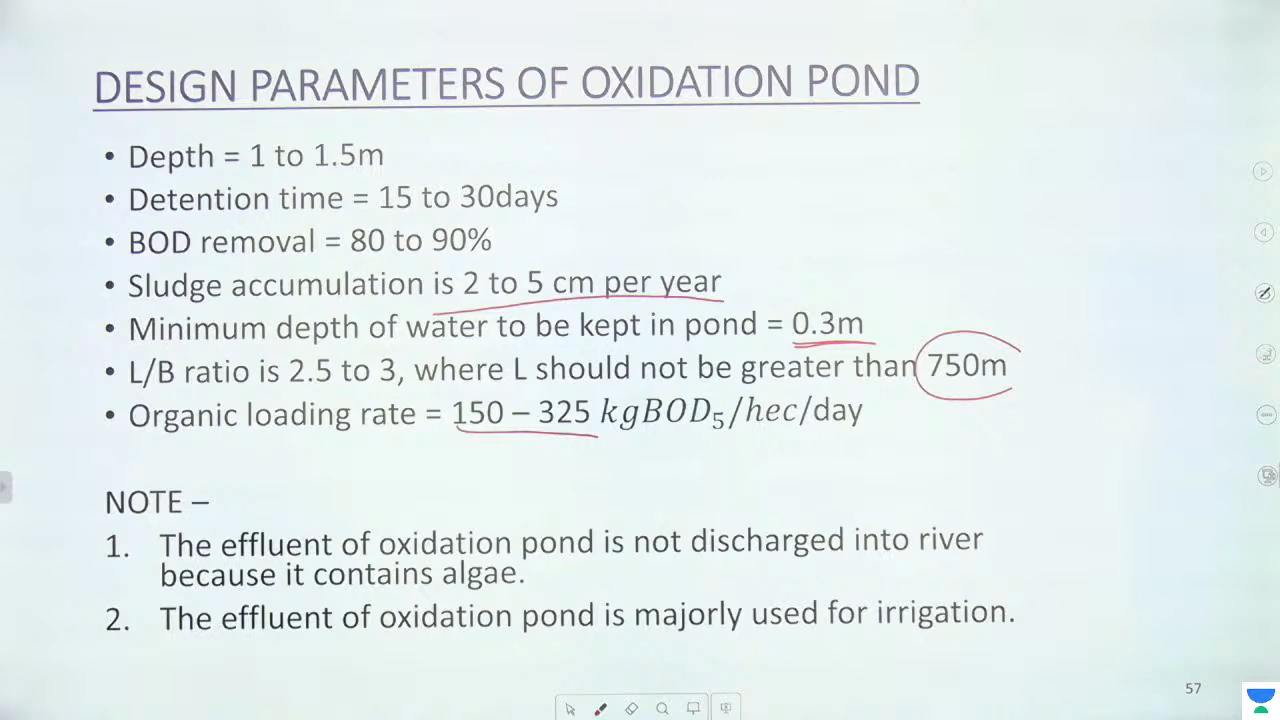 DESIGN PARAMETERS OF OXIDATION POND
• Depth = 1 to 1.5m
• Detention time = 15 to 30days
• BOD removal = 80 to 90%
• Sludge accumulation is 2 to 5 cm per year
• Minimum depth of water to be kept in pond = 0.3m
• L/B ratio is 2.5 to 3, where L should not be greater than 750m
• Organic loading rate = 150 – 325 kgBOD₅/hec/day
NOTE –
1. The effluent of oxidation pond is not discharged into river
because it contains algae.
2. The effluent of oxidation pond is majorly used for irrigation.
57